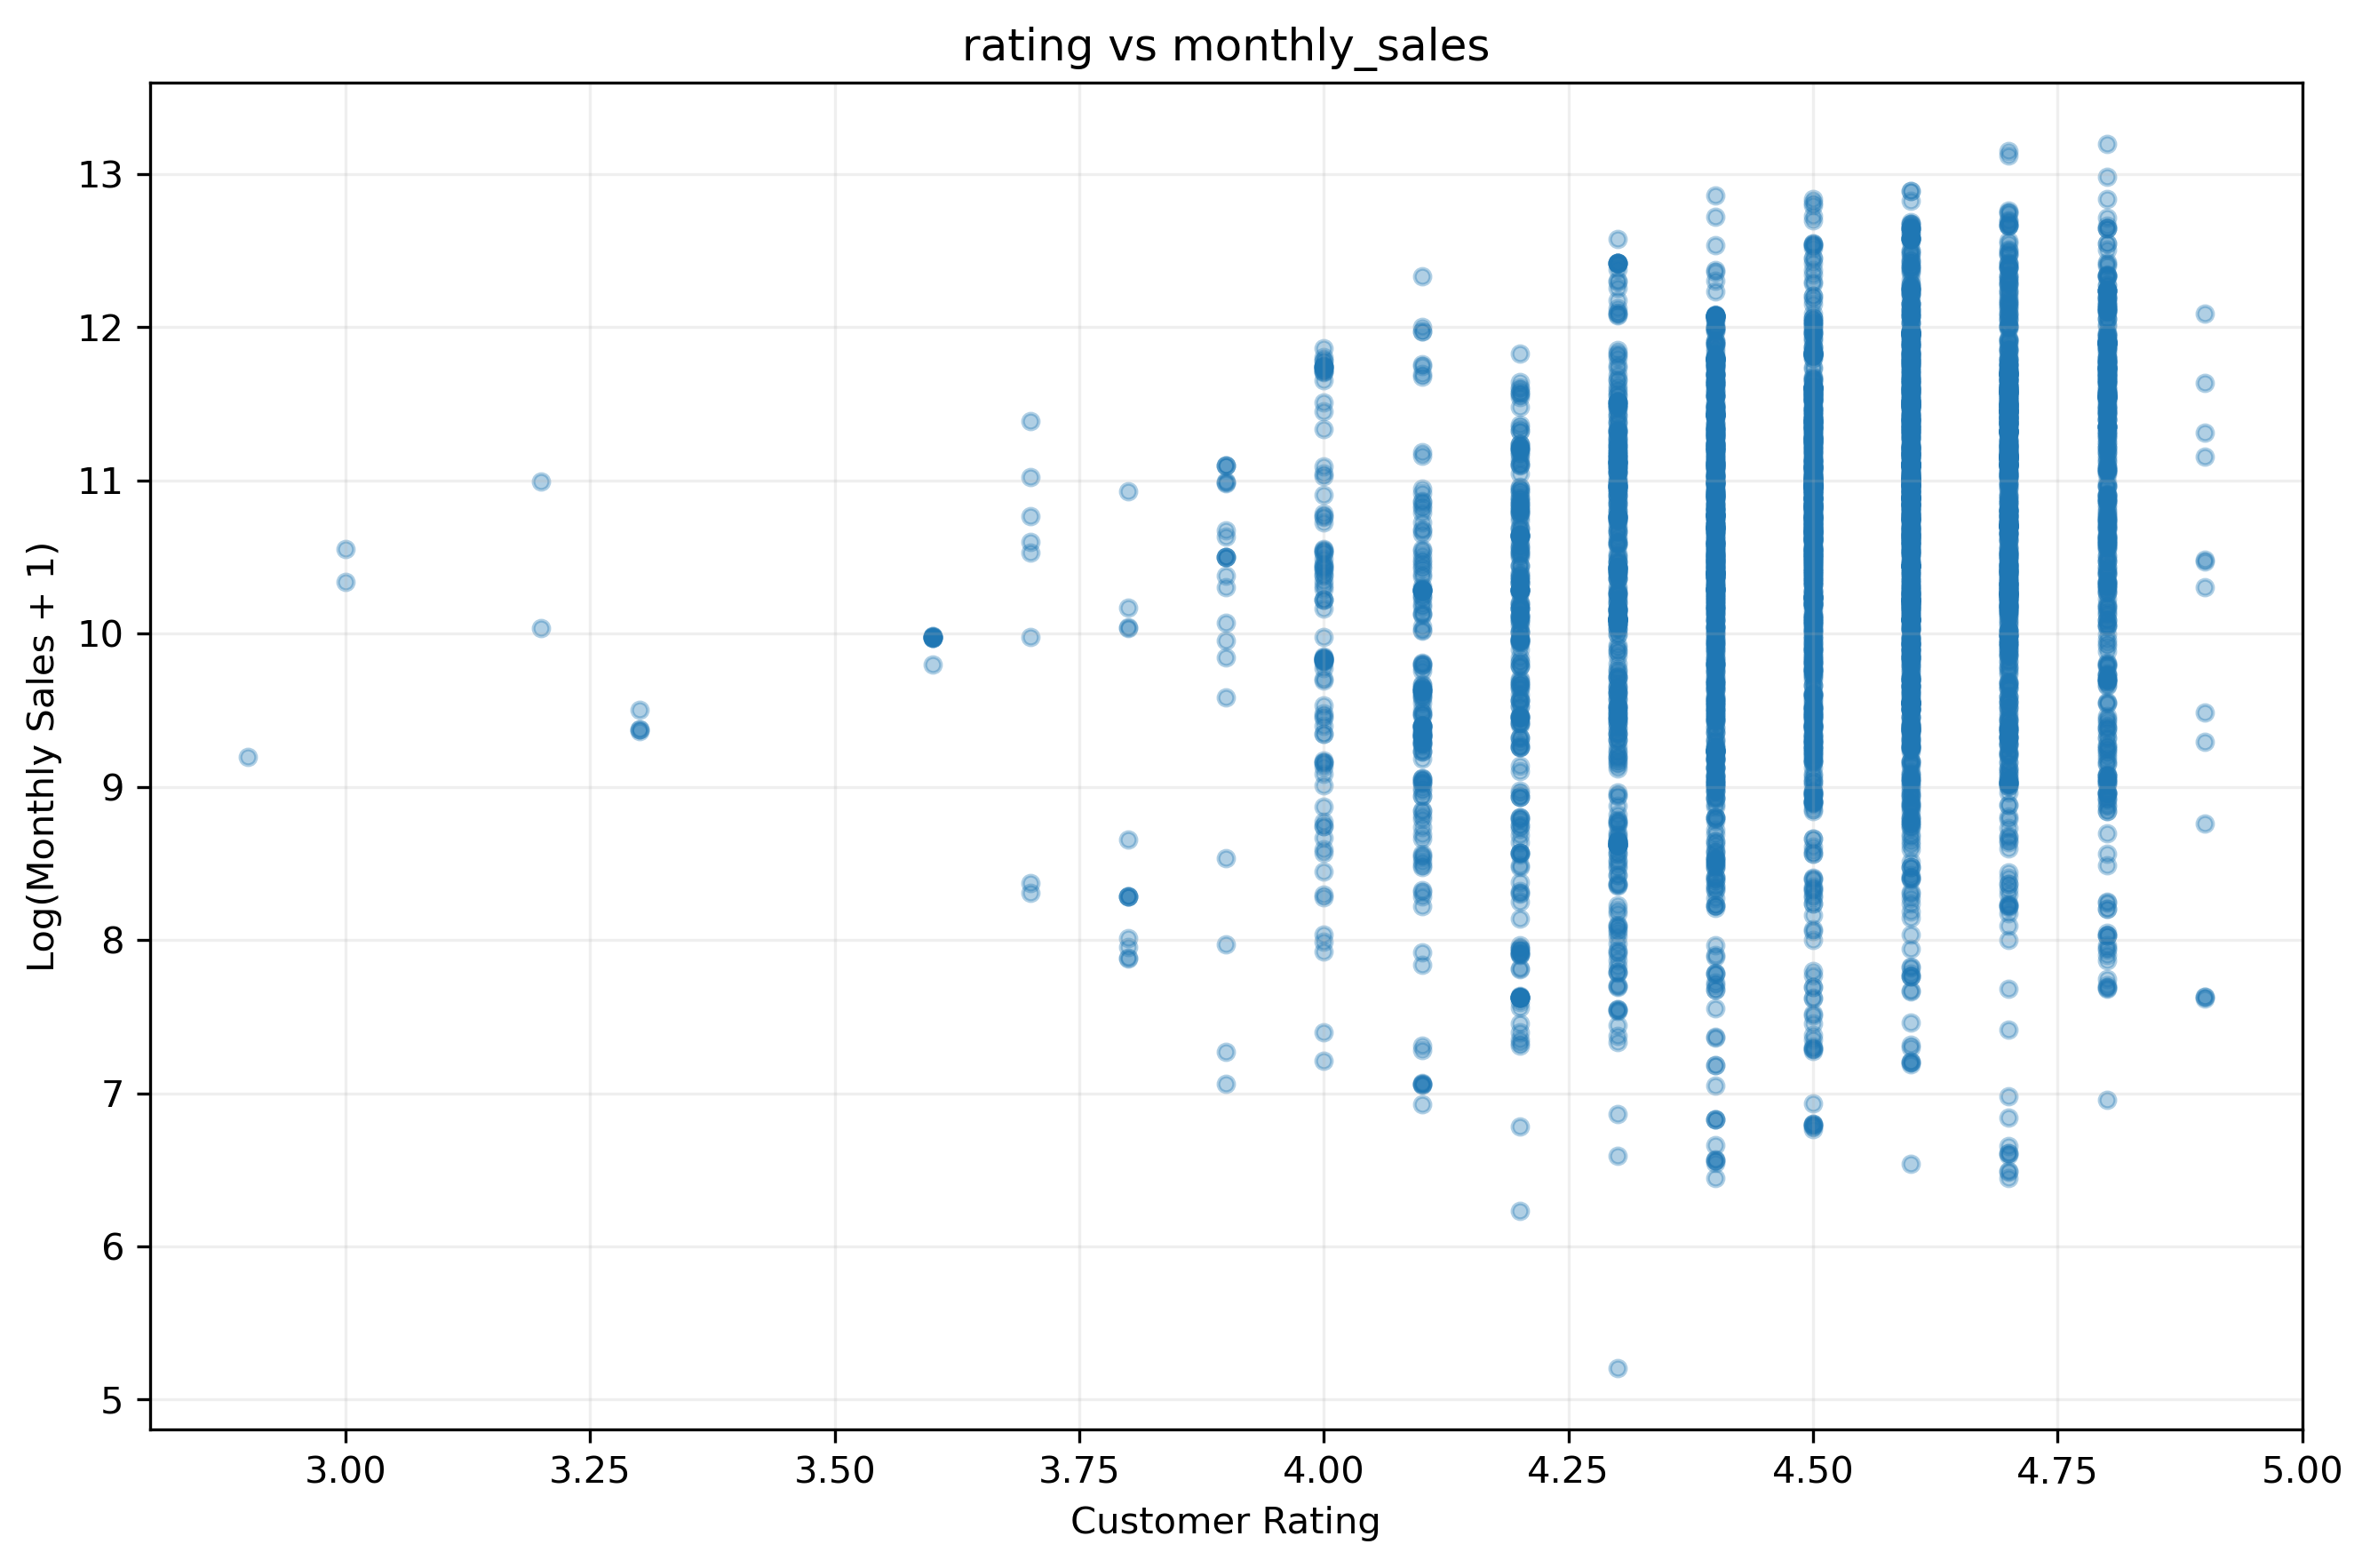 rating vs monthly_sales
Log(Monthly Sales + 1)
13
12
11
10
9
8
7
6
5
3.00 3.25 3.50 3.75 4.00 4.25 4.50 4.75 5.00
Customer Rating